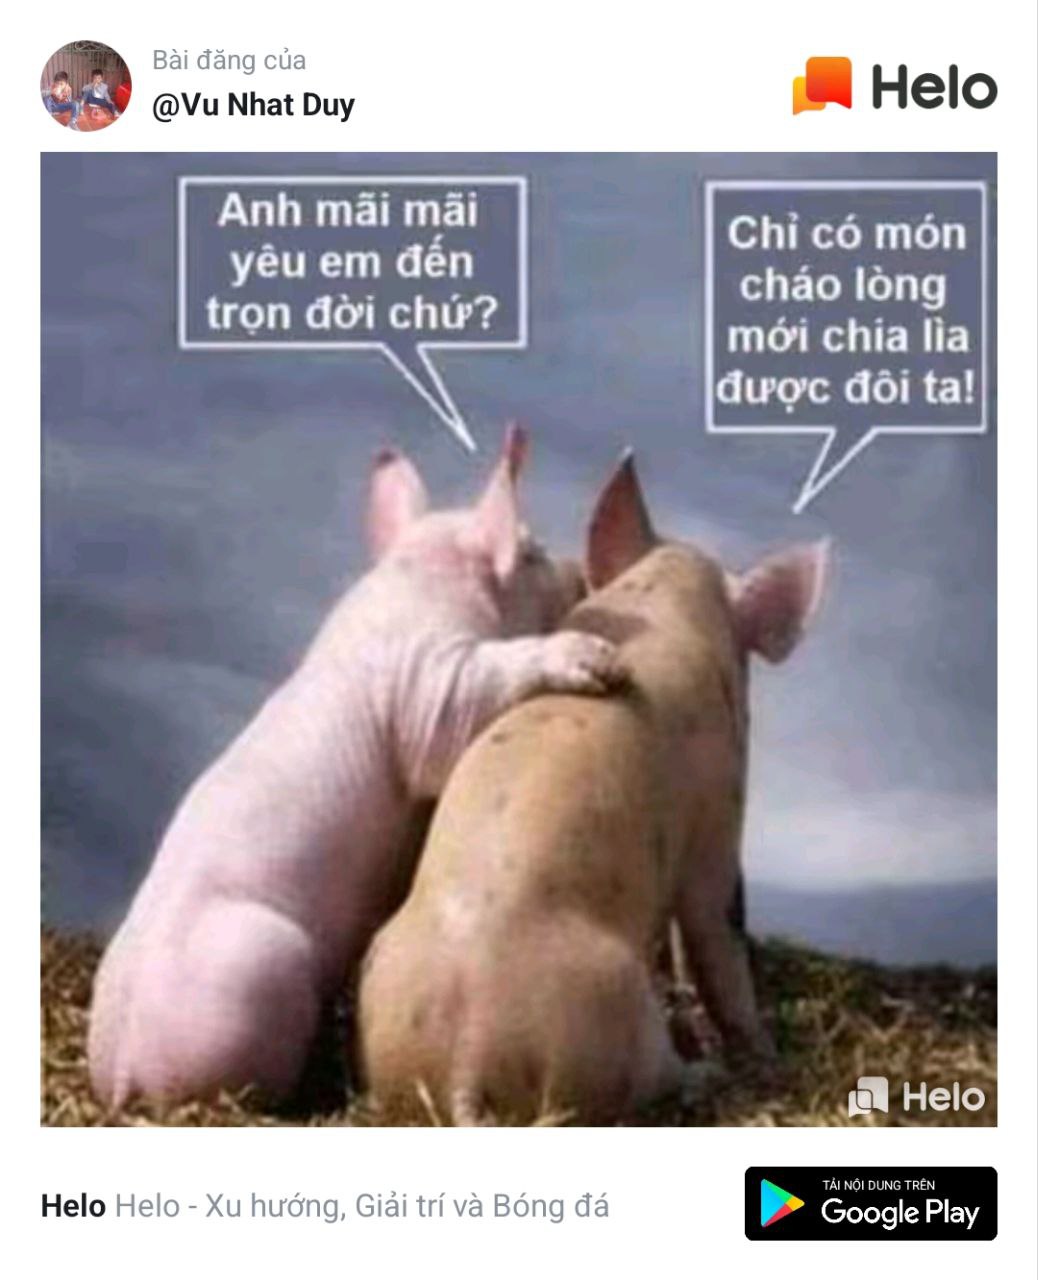 Bài đăng của
@Vu Nhat Duy
Helo
Anh mãi mãi
yêu em đến
trọn đời chứ?
Chỉ có món
cháo lòng
mới chia lìa
được đôi ta!
Helo
Helo Helo - Xu hướng, Giải trí và Bóng đá
TẢI NỘI DUNG TRÊN
Google Play